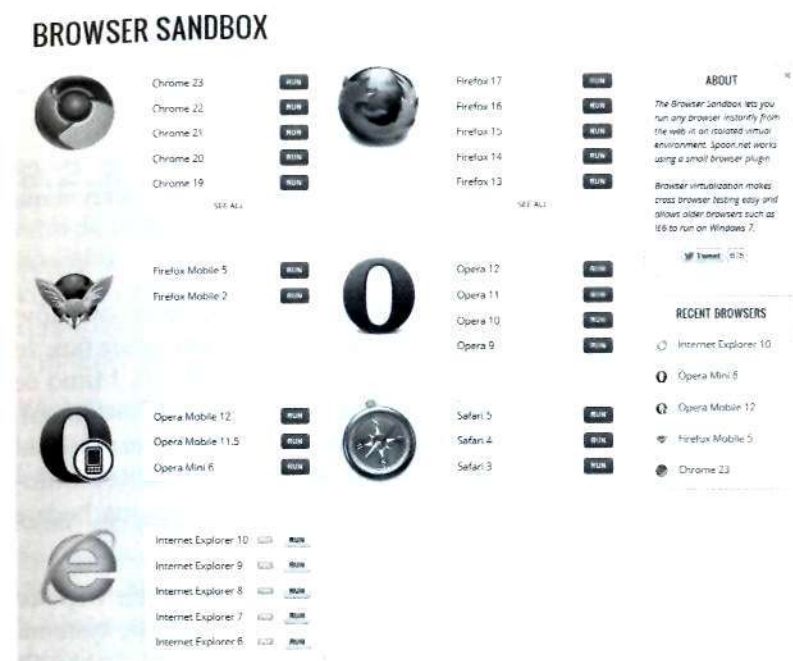 BROWSER SANDBOX
Chrome 23 RUN
Chrome 22 RUN
Chrome 21 RUN
Chrome 20 RUN
Chrome 19 RUN
SEE ALL
Firefox 17 RUN
Firefox 16 RUN
Firefox 15 RUN
Firefox 14 RUN
Firefox 13 RUN
SEE ALL
Firefox Mobile 5 RUN
Firefox Mobile 2 RUN
Opera 12 RUN
Opera 11 RUN
Opera 10 RUN
Opera 9 RUN
Opera Mobile 12 RUN
Opera Mobile 11.5 RUN
Opera Mini 6 RUN
Safari 5 RUN
Safari 4 RUN
Safari 3 RUN
Internet Explorer 10 RUN
Internet Explorer 9 RUN
Internet Explorer 8 RUN
Internet Explorer 7 RUN
Internet Explorer 6 RUN
ABOUT
The Browser Sandbox lets you
run any browser instantly from
the web in an isolated virtual
environment. Spoon.net works
using a small browser plugin.
Browser virtualization makes
cross browser testing easy and
allows older browsers such as
IE6 to run on Windows 7.
Tweet 675
RECENT BROWSERS
Internet Explorer 10
Opera Mini 6
Opera Mobile 12
Firefox Mobile 5
Chrome 23